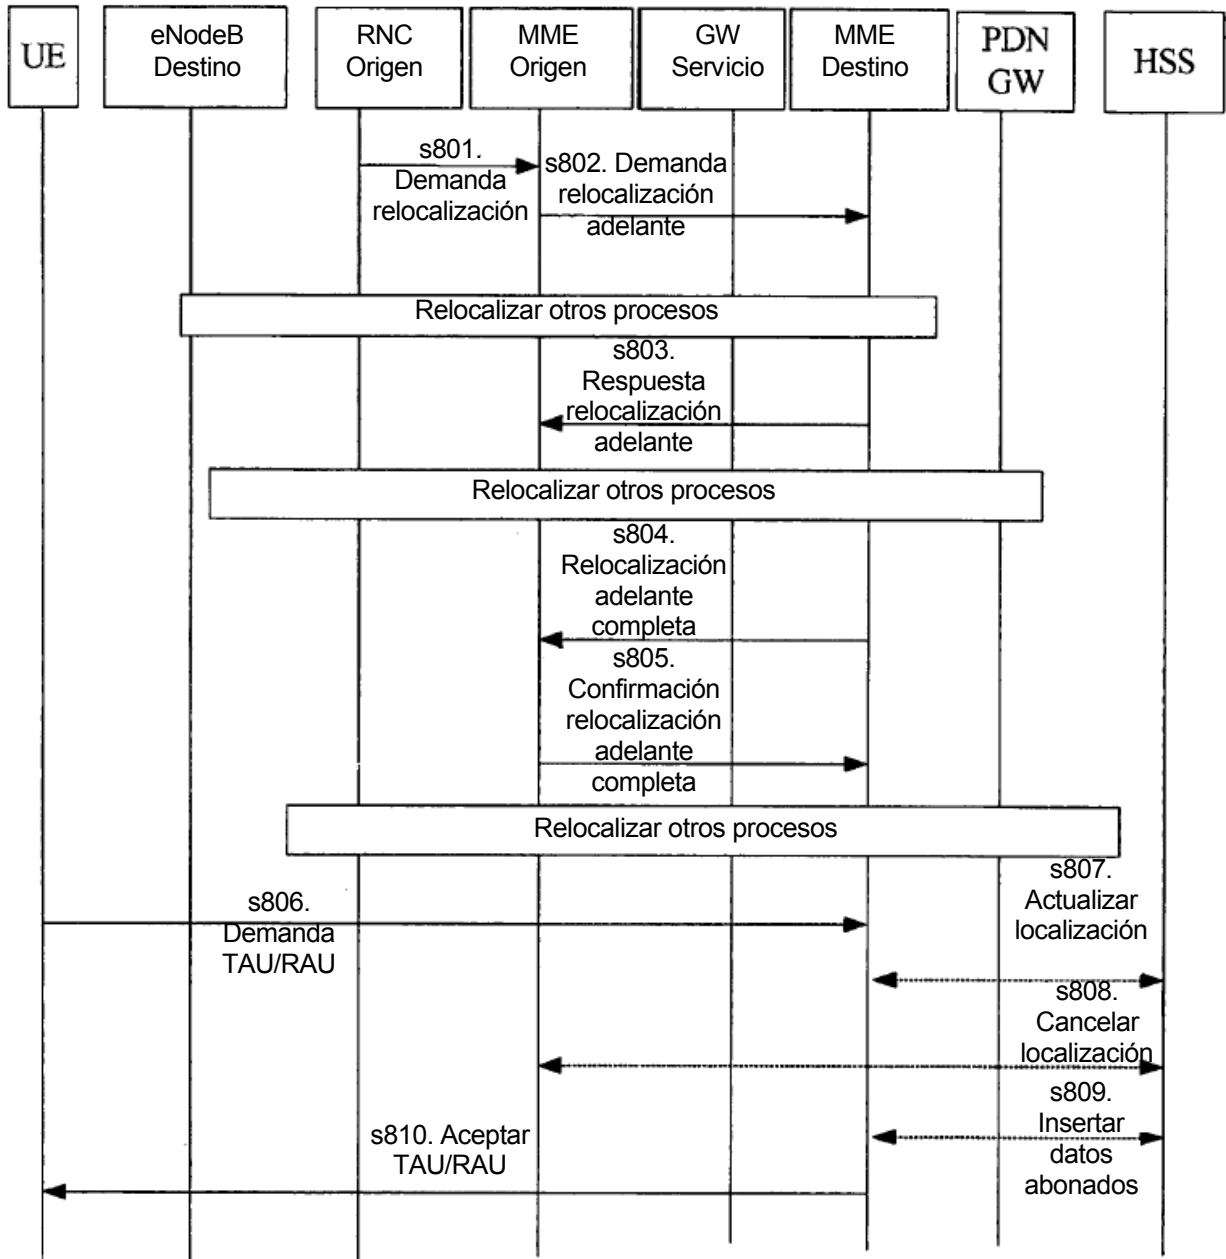 UE
eNodeB
Destino
RNC
Origen
MME
Origen
GW
Servicio
MME
Destino
PDN
GW
HSS
s801.
Demanda
relocalización
s802. Demanda
relocalización
adelante
Relocalizar otros procesos
s803.
Respuesta
relocalización
adelante
Relocalizar otros procesos
s804.
Relocalización
adelante
completa
s805.
Confirmación
relocalización
adelante
completa
Relocalizar otros procesos
s806.
Demanda
TAU/RAU
s807.
Actualizar
localización
s808.
Cancelar
localización
s809.
Insertar
datos
abonados
s810. Aceptar
TAU/RAU